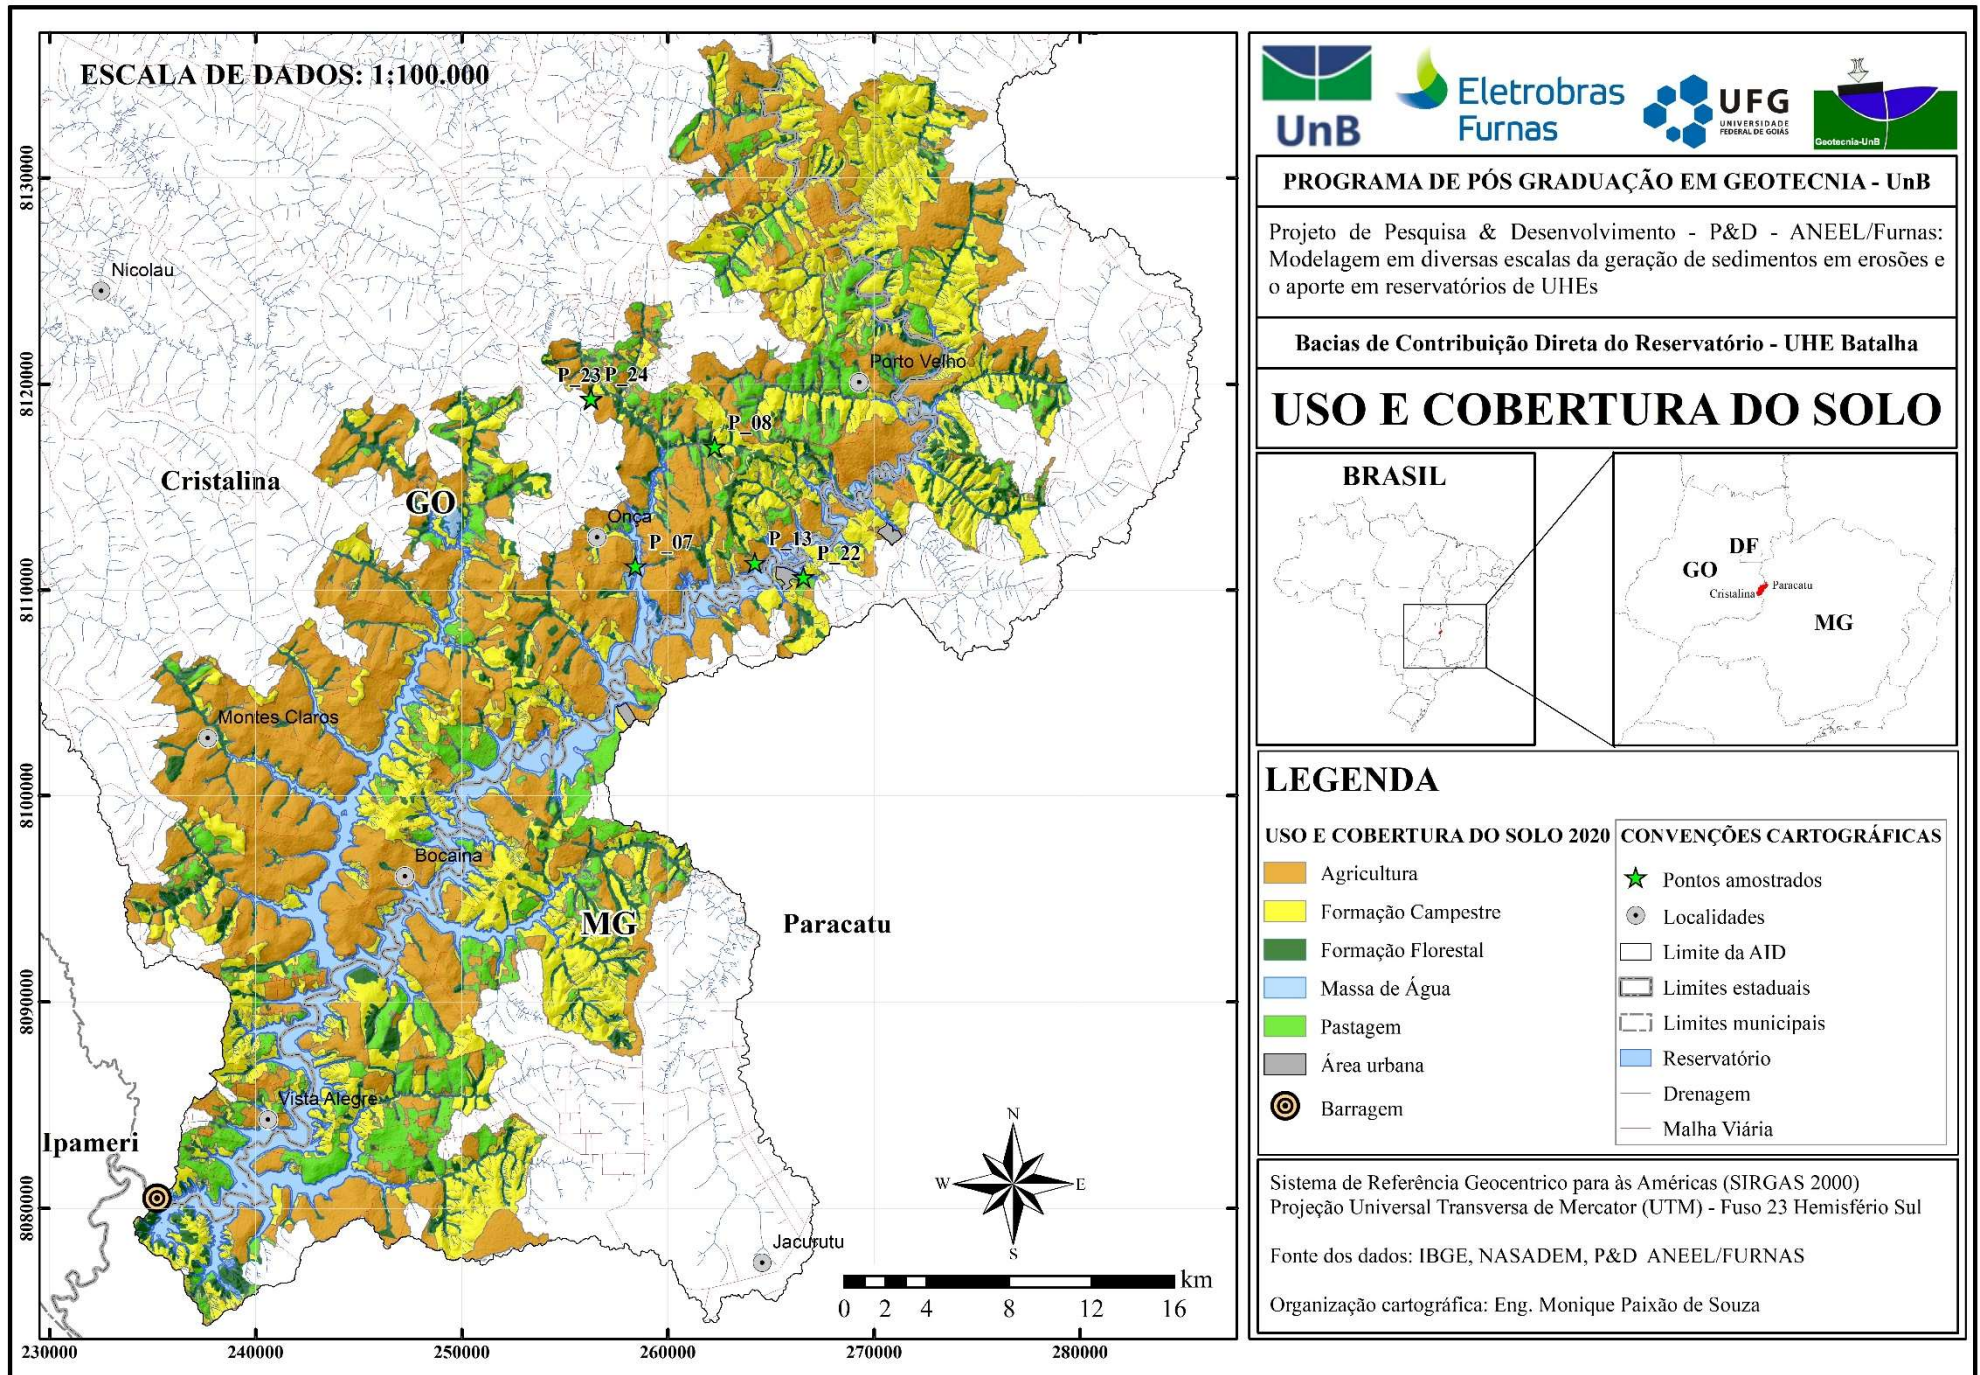 ESCALA DE DADOS: 1:100.000
8130000
8120000
8110000
8100000
8090000
8080000
230000
240000
250000
260000
270000
280000
Nicolau
Porto Velho
P_23
P_24
P_08
Cristalina
GO
Onça
P_07
P_13
P_22
Montes Claros
Bocaina
MG
Paracatu
Vista Alegre
Ipameri
Jacurutu
N
W
E
S
km
0 2 4 8 12 16
UnB
Eletrobras
Furnas
UFG
UNIVERSIDADE
FEDERAL DE GOIÁS
Geotecnia-UnB
PROGRAMA DE PÓS GRADUAÇÃO EM GEOTECNIA - UnB
Projeto de Pesquisa & Desenvolvimento - P&D - ANEEL/Furnas:
Modelagem em diversas escalas da geração de sedimentos em erosões e
o aporte em reservatórios de UHEs
Bacias de Contribuição Direta do Reservatório - UHE Batalha
USO E COBERTURA DO SOLO
BRASIL
DF
GO
Paracatu
Cristalina
MG
LEGENDA
USO E COBERTURA DO SOLO 2020
Agricultura
Formação Campestre
Formação Florestal
Massa de Água
Pastagem
Área urbana
Barragem
CONVENÇÕES CARTOGRÁFICAS
Pontos amostrados
Localidades
Limite da AID
Limites estaduais
Limites municipais
Reservatório
Drenagem
Malha Viária
Sistema de Referência Geocentrico para às Américas (SIRGAS 2000)
Projeção Universal Transversa de Mercator (UTM) - Fuso 23 Hemisfério Sul
Fonte dos dados: IBGE, NASADEM, P&D ANEEL/FURNAS
Organização cartográfica: Eng. Monique Paixão de Souza